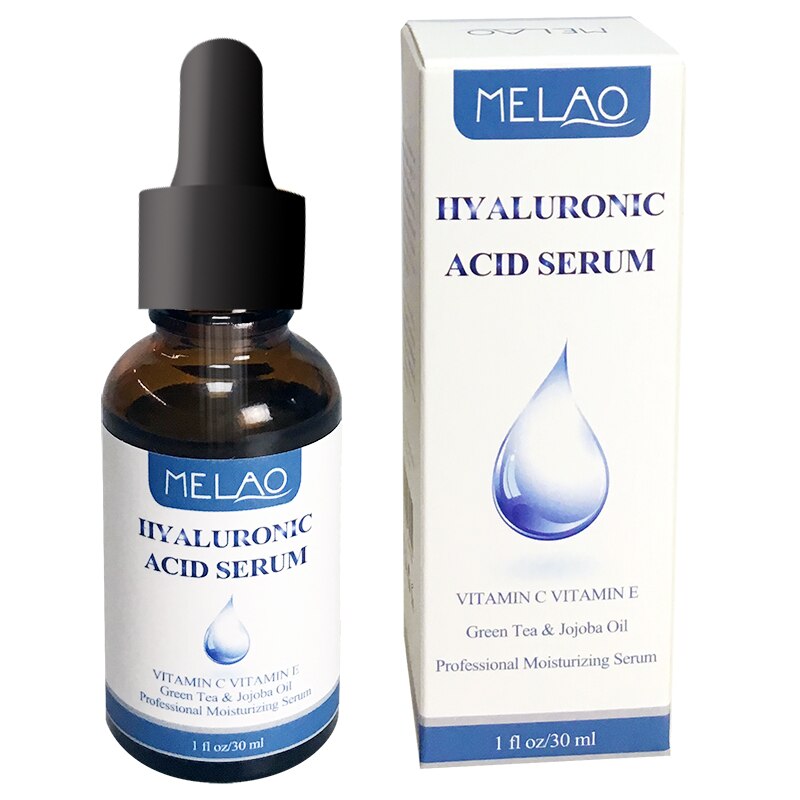 MELAO
HYALURONIC
ACID SERUM
VITAMIN C VITAMIN E
Green Tea & Jojoba Oil
Professional Moisturizing Serum
1 fl oz/30 ml
MELAO
MELAO
HYALURONIC
ACID SERUM
VITAMIN C VITAMIN E
Green Tea & Jojoba Oil
Professional Moisturizing Serum
1 fl oz/30 ml